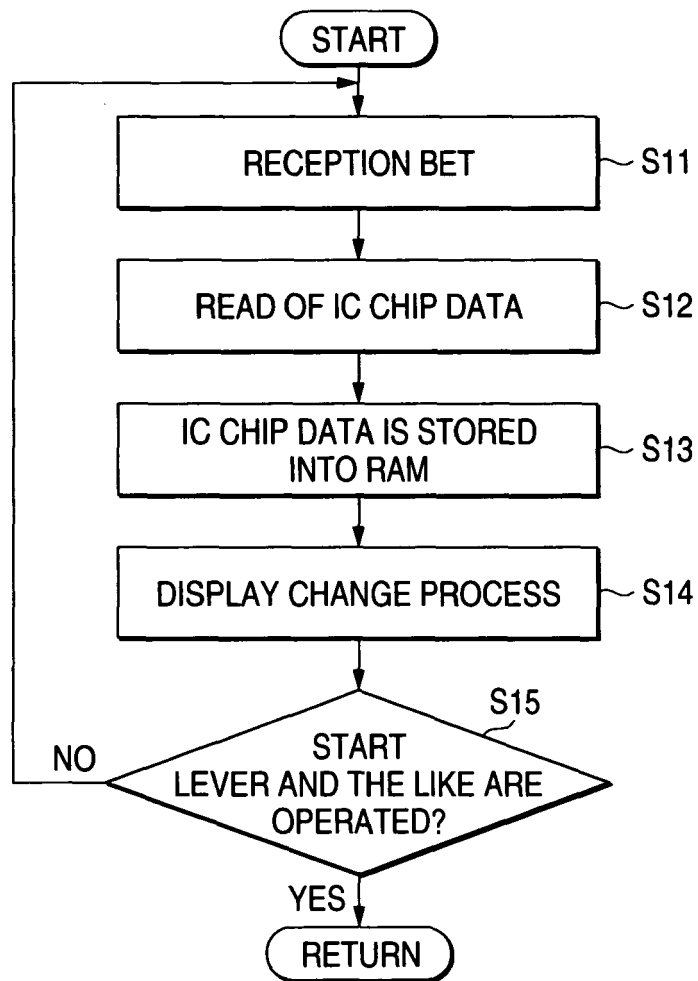 START
RECEPTION BET
S11
READ OF IC CHIP DATA
S12
IC CHIP DATA IS STORED
INTO RAM
S13
DISPLAY CHANGE PROCESS
S14
S15
START
LEVER AND THE LIKE ARE
OPERATED?
NO
YES
RETURN